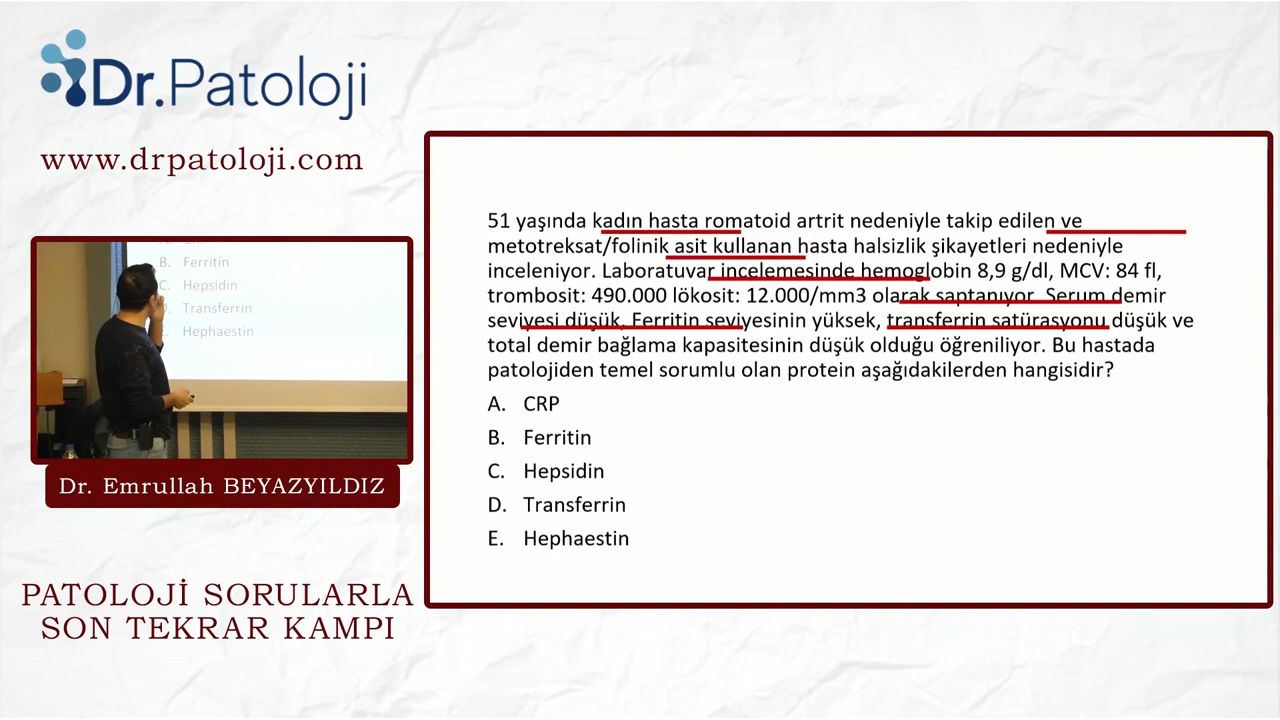 Dr.Patoloji
www.drpatoloji.com
B. Ferritin
C. Hepsidin
D. Transferrin
Hephaestin
Dr. Emrullah BEYAZYILDIZ
PATOLOJİ SORULARLA
SON TEKRAR KAMPI
51 yaşında kadın hasta romatoid artrit nedeniyle takip edilen ve
metotreksat/folinik asit kullanan hasta halsizlik şikayetleri nedeniyle
inceleniyor. Laboratuvar incelemesinde hemoglobin 8,9 g/dl, MCV: 84 fl,
trombosit: 490.000 lökosit: 12.000/mm3 olarak saptanıyor. Serum demir
seviyesi düşük, Ferritin seviyesinin yüksek, transferrin satürasyonu düşük ve
total demir bağlama kapasitesinin düşük olduğu öğreniliyor. Bu hastada
patolojiden temel sorumlu olan protein aşağıdakilerden hangisidir?
A. CRP
B. Ferritin
C. Hepsidin
D. Transferrin
E. Hephaestin